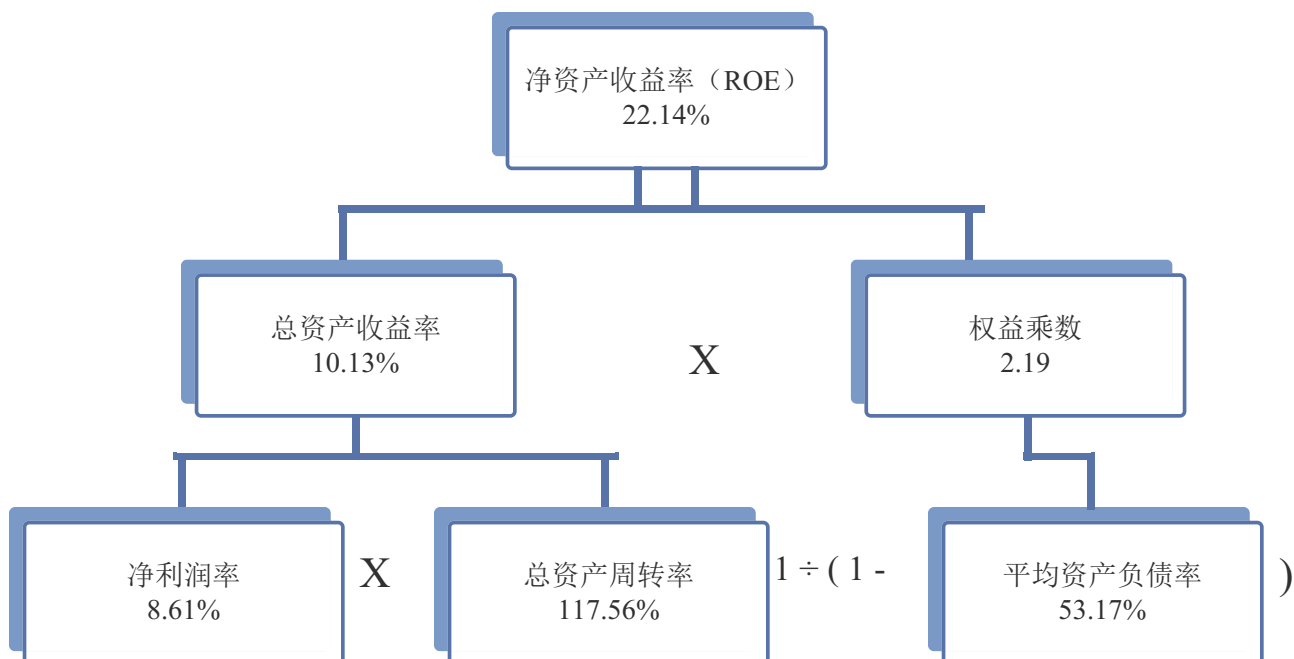 净资产收益率（ROE）
22.14%
总资产收益率
10.13%
X
权益乘数
2.19
净利润率
8.61%
X
总资产周转率
117.56%
1 ÷ ( 1 -
平均资产负债率
53.17%
)